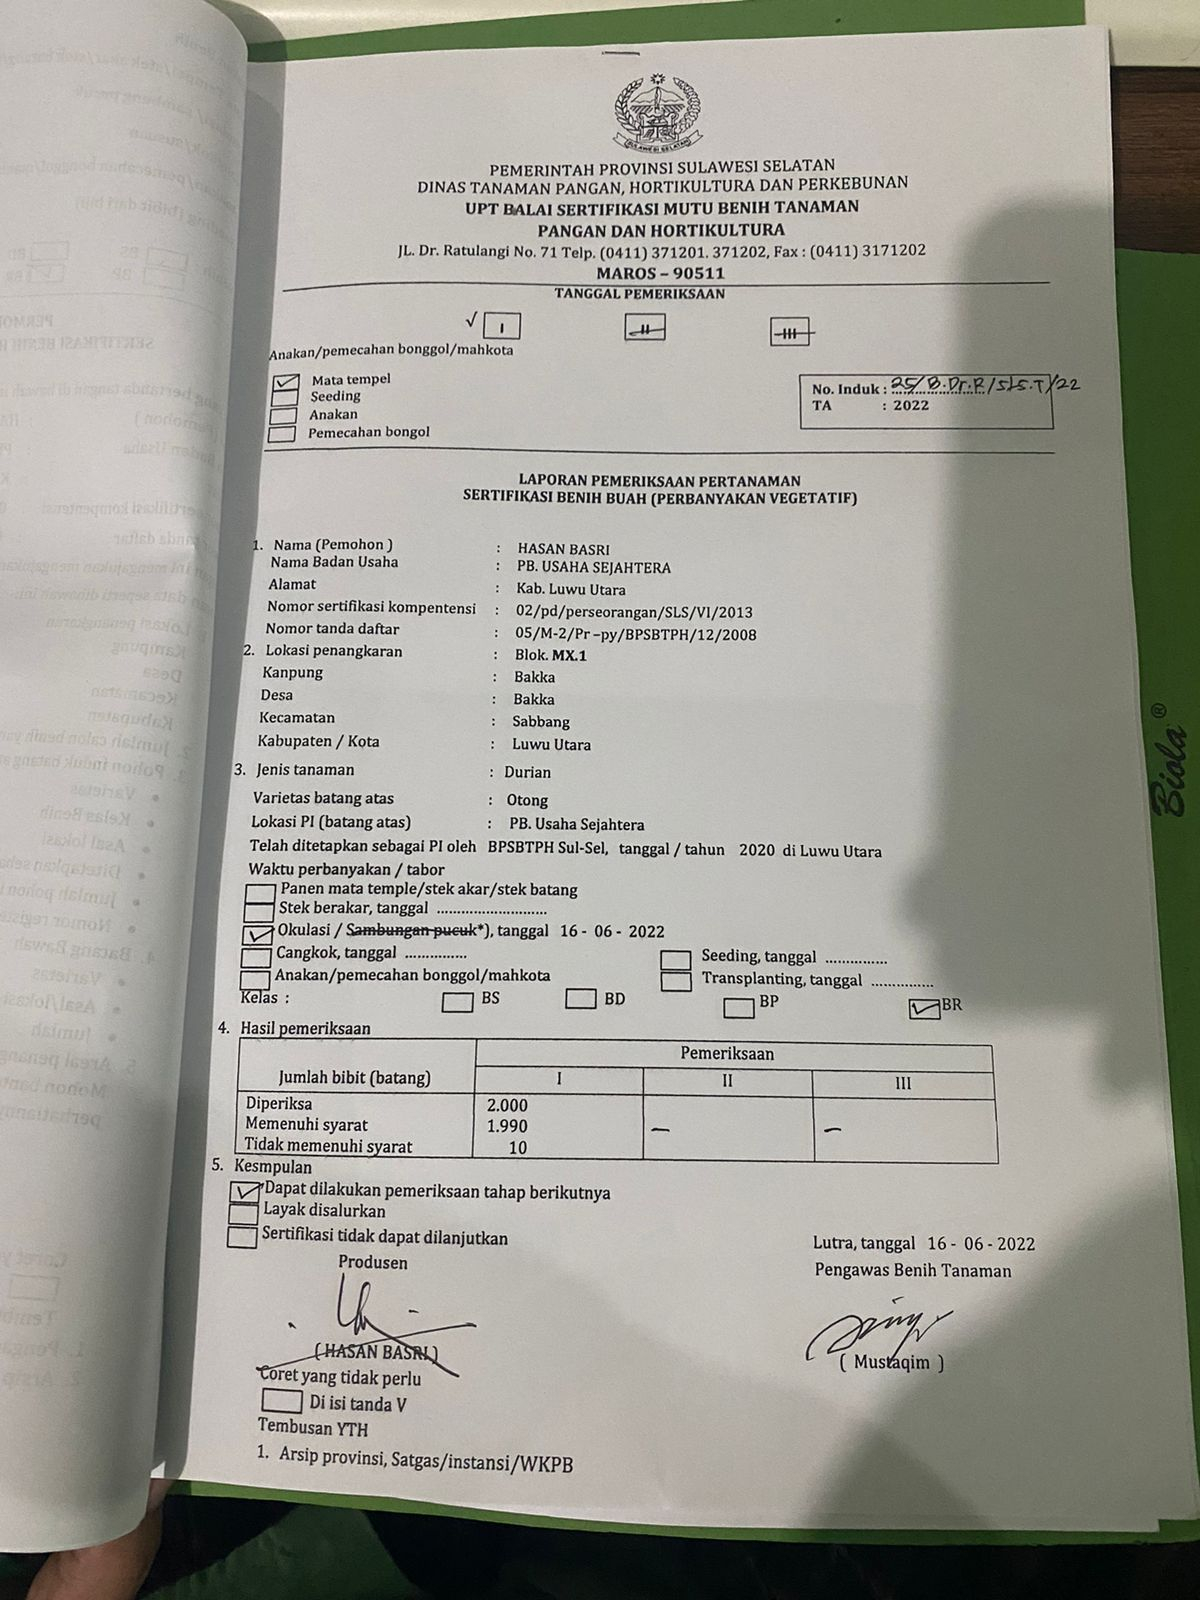 SULAWESI SELATAN
PEMERINTAH PROVINSI SULAWESI SELATAN
DINAS TANAMAN PANGAN, HORTIKULTURA DAN PERKEBUNAN
UPT BALAI SERTIFIKASI MUTU BENIH TANAMAN
PANGAN DAN HORTIKULTURA
JL. Dr. Ratulangi No. 71 Telp. (0411) 371201. 371202, Fax : (0411) 3171202
MAROS – 90511
TANGGAL PEMERIKSAAN
√ I II III
Anakan/pemecahan bonggol/mahkota
Mata tempel
Seeding
Anakan
Pemecahan bongol
No. Induk : 25/B.Dr.R/SLS.T/22
TA : 2022
LAPORAN PEMERIKSAAN PERTANAMAN
SERTIFIKASI BENIH BUAH (PERBANYAKAN VEGETATIF)
1. Nama (Pemohon ) : HASAN BASRI
Nama Badan Usaha : PB. USAHA SEJAHTERA
Alamat : Kab. Luwu Utara
Nomor sertifikasi kompentensi : 02/pd/perseorangan/SLS/VI/2013
Nomor tanda daftar : 05/M-2/Pr –py/BPSBTPH/12/2008
2. Lokasi penangkaran : Blok. MX.1
Kanpung : Bakka
Desa : Bakka
Kecamatan : Sabbang
Kabupaten / Kota : Luwu Utara
3. Jenis tanaman : Durian
Varietas batang atas : Otong
Lokasi PI (batang atas) : PB. Usaha Sejahtera
Telah ditetapkan sebagai PI oleh BPSBTPH Sul-Sel, tanggal / tahun 2020 di Luwu Utara
Waktu perbanyakan / tabor
Panen mata temple/stek akar/stek batang
Stek berakar, tanggal ............................
Okulasi / Sambungan pucuk*), tanggal 16 - 06 - 2022
Cangkok, tanggal ............... Seeding, tanggal ...............
Anakan/pemecahan bonggol/mahkota Transplanting, tanggal ...............
Kelas : BS BD BP BR
4. Hasil pemeriksaan
Jumlah bibit (batang) Pemeriksaan
I II III
Diperiksa 2.000
Memenuhi syarat 1.990 — —
Tidak memenuhi syarat 10
5. Kesmpulan
Dapat dilakukan pemeriksaan tahap berikutnya
Layak disalurkan
Sertifikasi tidak dapat dilanjutkan
Lutra, tanggal 16 - 06 - 2022
Produsen Pengawas Benih Tanaman
(HASAN BASRI) ( Mustaqim )
Coret yang tidak perlu
Di isi tanda V
Tembusan YTH
1. Arsip provinsi, Satgas/instansi/WKPB
Biola ®